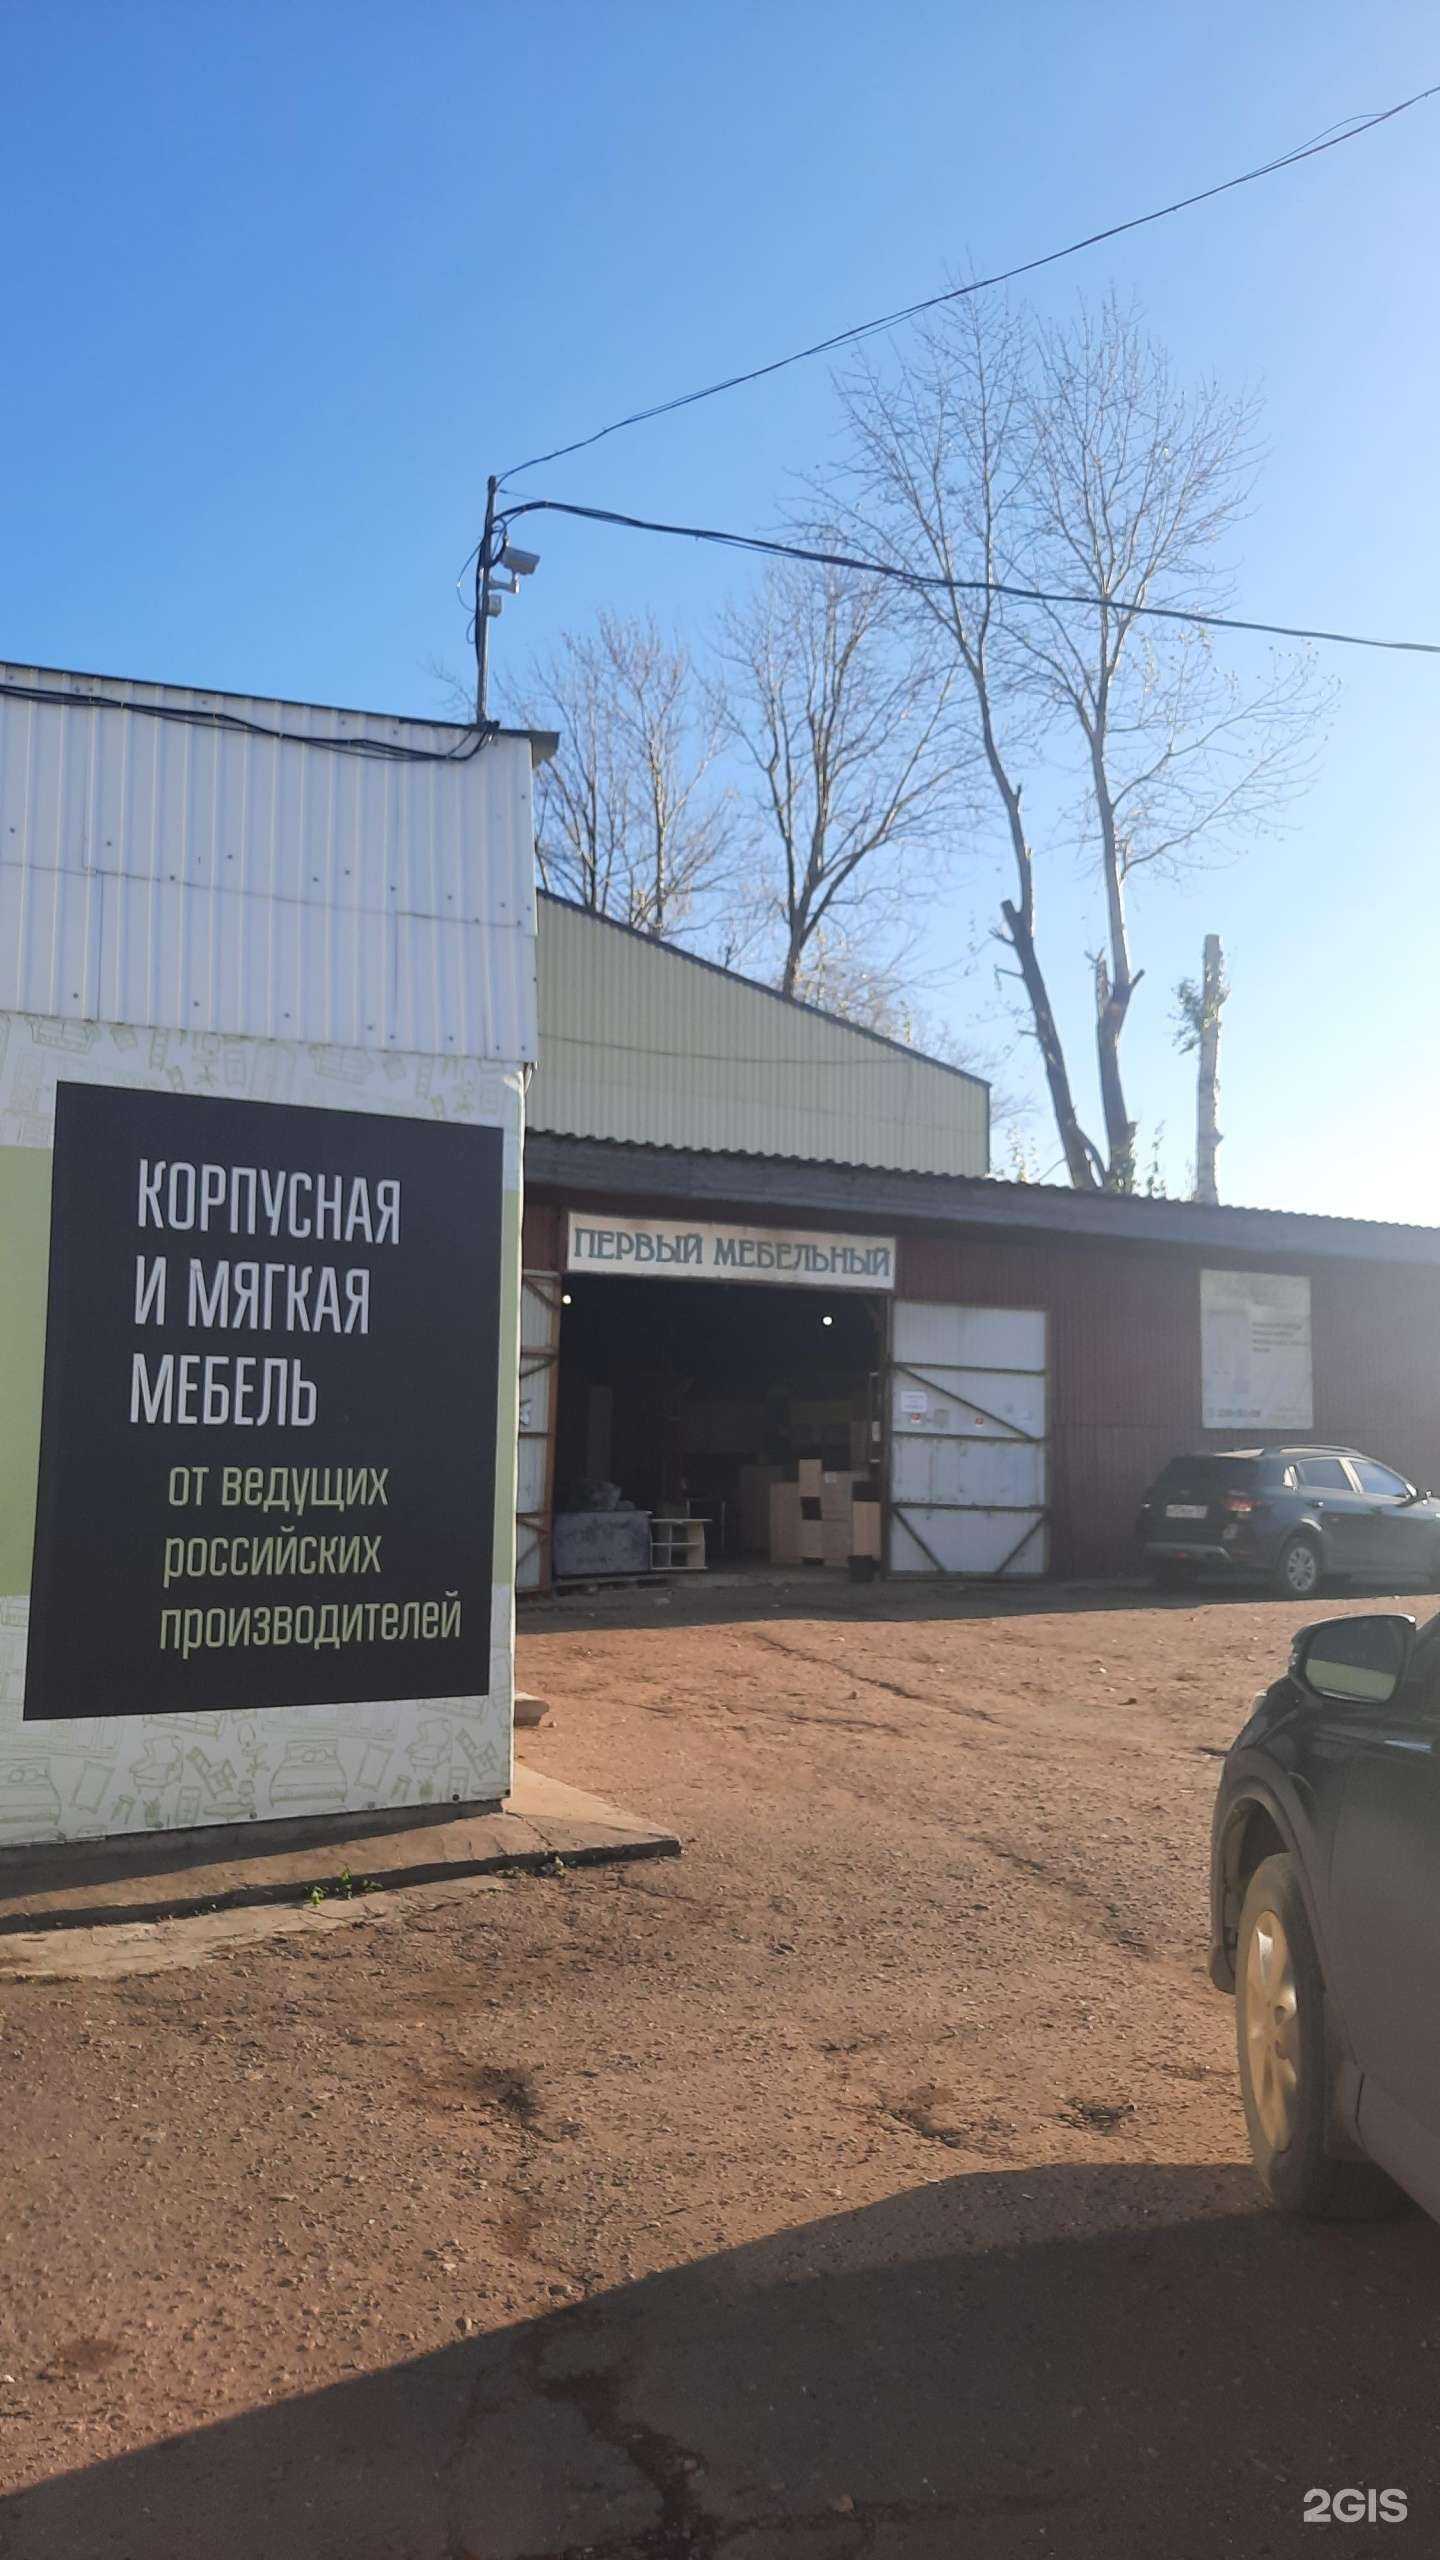 КОРПУСНАЯ
И МЯГКАЯ
МЕБЕЛЬ
от ведущих
российских
производителей
ПЕРВЫЙ МЕБЕЛЬНЫЙ
2GIS